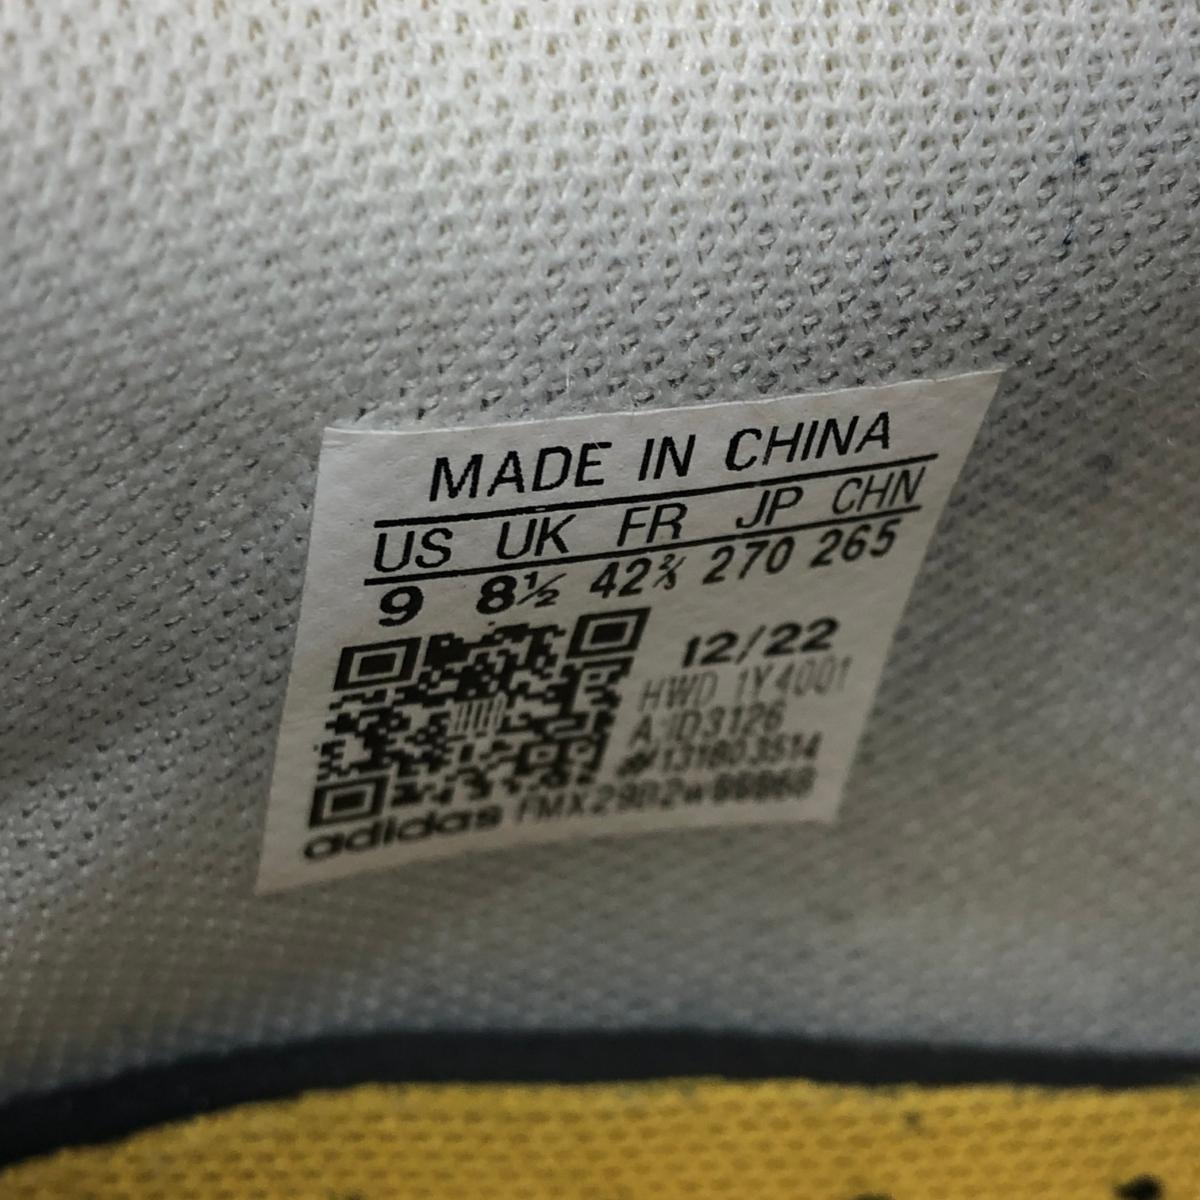 MADE IN CHINA
US UK FR JP CHN
9 8½ 42⅔ 270 265
12/22
HWD 1Y4001
A:ID3126
#131803514
adidas